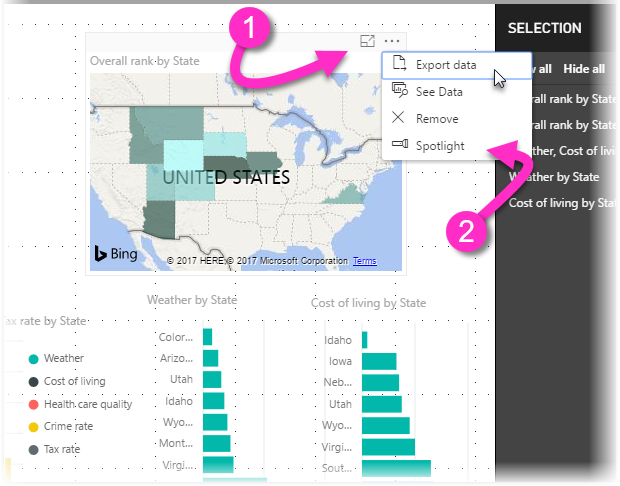 1
SELECTION
Overall rank by State
Export data
all Hide all
See Data
rall rank by State
Remove
rall rank by State
Spotlight
ther, Cost of livi
UNITED STATES
Weather by State
2
Cost of living by Sta
Bing
© 2017 HERE © 2017 Microsoft Corporation Terms
Weather by State
Cost of living by State
ax rate by State
Weather
Cost of living
Health care quality
Crime rate
Tax rate
Color...
Arizo...
Utah
Idaho
Wyo...
Mont...
Virgi...
Idaho
Iowa
Neb...
Utah
Wyo...
Virgi...
Sout...